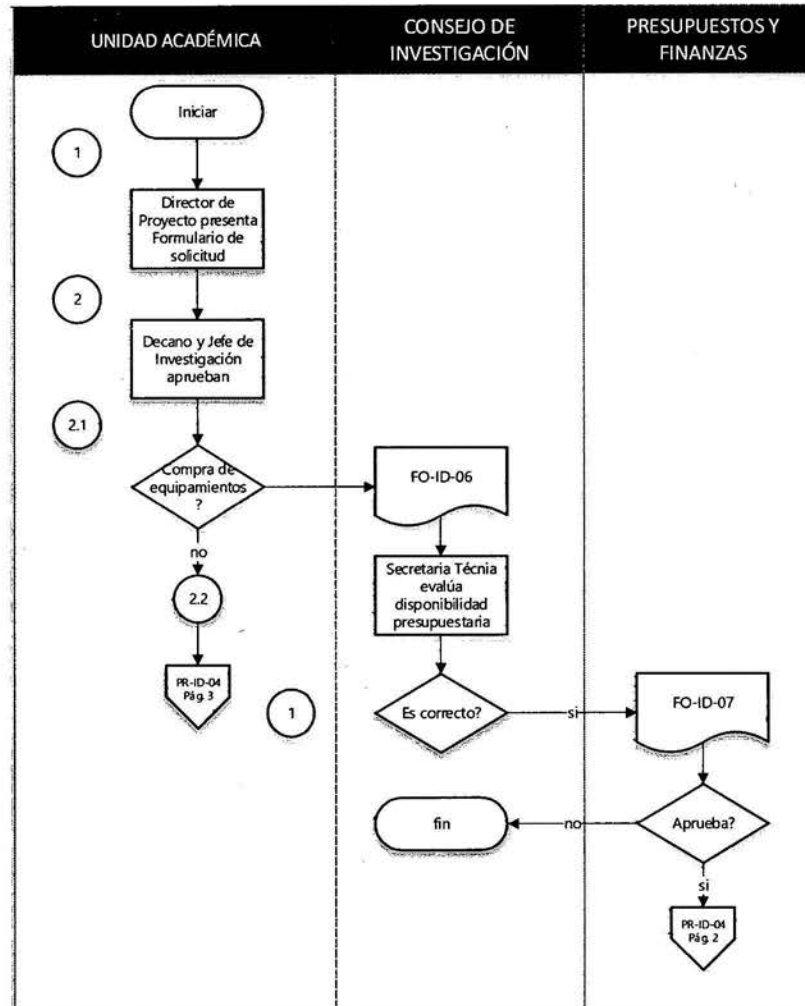 UNIDAD ACADÉMICA
CONSEJO DE
INVESTIGACIÓN
PRESUPUESTOS Y
FINANZAS
Iniciar
1
Director de
Proyecto presenta
Formulario de
solicitud
2
Decano y Jefe de
Investigación
aprueban
2.1
Compra de
equipamientos
?
FO-ID-06
no
2.2
Secretaria Técnia
evalúa
disponibilidad
presupuestaria
PR-ID-04
Pág. 3
1
Es correcto?
si
FO-ID-07
fin
no
Aprueba?
si
PR-ID-04
Pág. 2